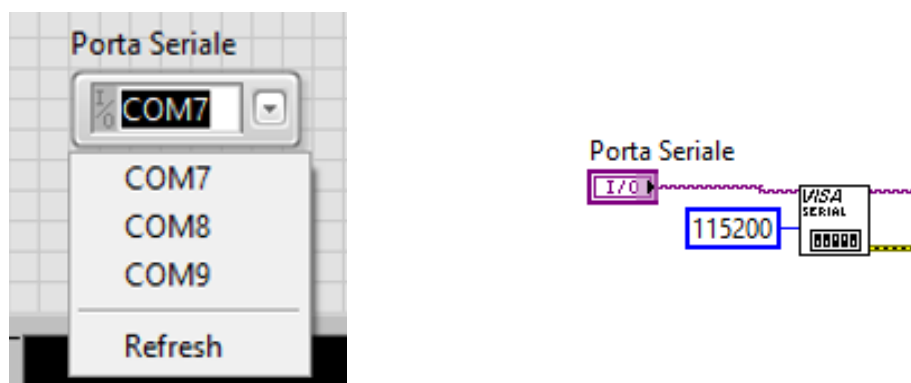 Porta Seriale
I/O COM7
COM7
COM8
COM9
Refresh
Porta Seriale
I/O
VISA
SERIAL
115200